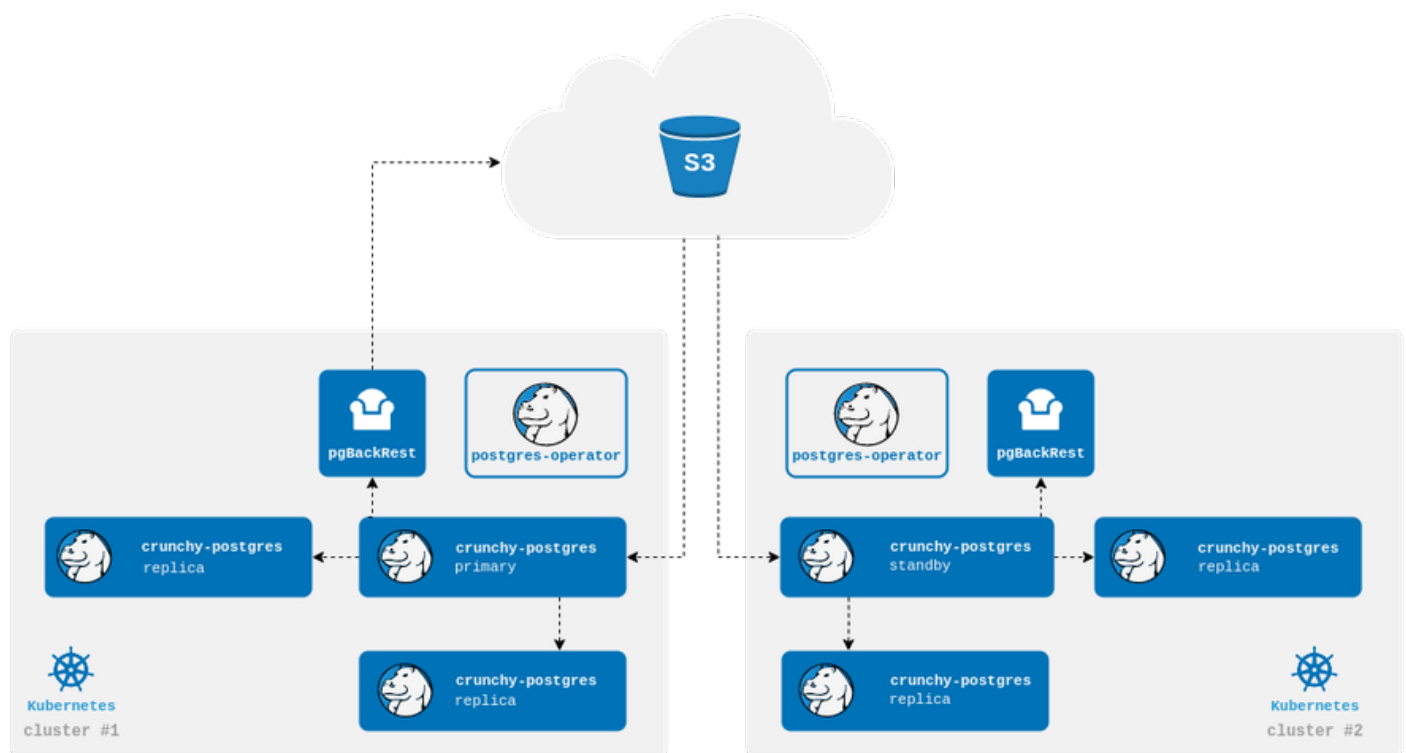 S3
pgBackRest
postgres-operator
postgres-operator
pgBackRest
crunchy-postgres
replica
crunchy-postgres
primary
crunchy-postgres
standby
crunchy-postgres
replica
crunchy-postgres
replica
crunchy-postgres
replica
Kubernetes
cluster #1
Kubernetes
cluster #2